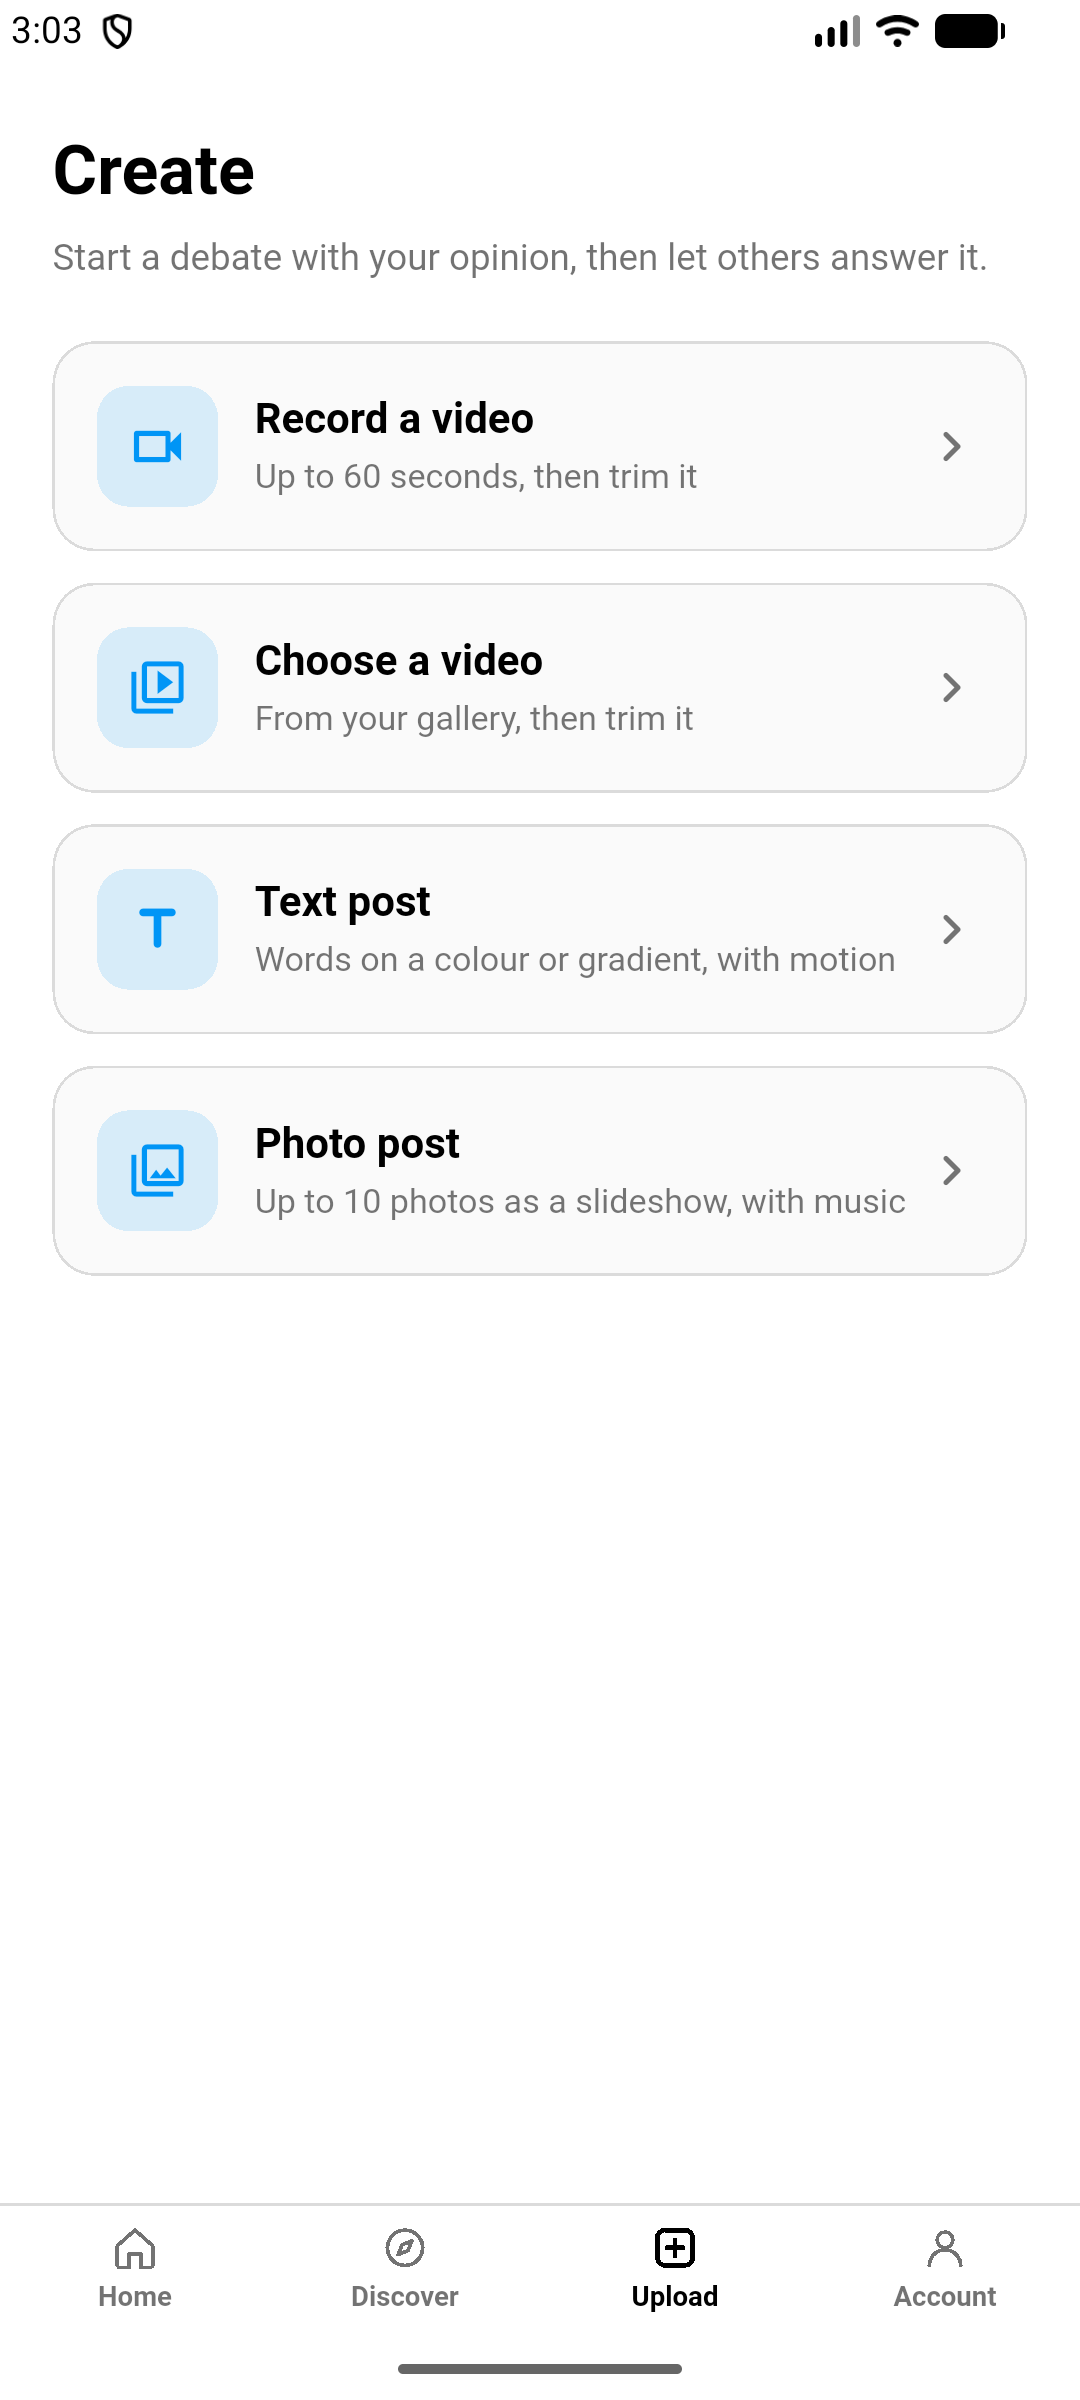 3:03
Create
Start a debate with your opinion, then let others answer it.
Record a video
Up to 60 seconds, then trim it
Choose a video
From your gallery, then trim it
Text post
Words on a colour or gradient, with motion
Photo post
Up to 10 photos as a slideshow, with music
Home
Discover
Upload
Account